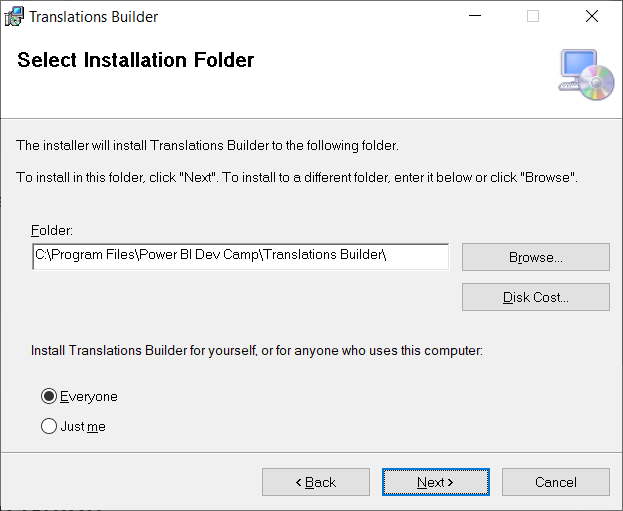 Translations Builder
Select Installation Folder
The installer will install Translations Builder to the following folder.
To install in this folder, click "Next". To install to a different folder, enter it below or click "Browse".
Folder:
C:\Program Files\Power BI Dev Camp\Translations Builder\
Browse...
Disk Cost...
Install Translations Builder for yourself, or for anyone who uses this computer:
Everyone
Just me
< Back
Next >
Cancel